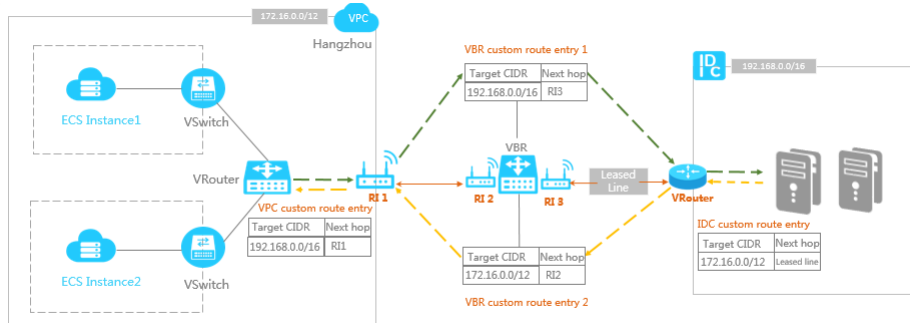 172.16.0.0/12
VPC
Hangzhou
ECS Instance1
VSwitch
VRouter
ECS Instance2
VSwitch
VPC custom route entry
Target CIDR Next hop
192.168.0.0/16 RI1
RI 1
VBR custom route entry 1
Target CIDR Next hop
192.168.0.0/16 RI3
VBR
RI 2
RI 3
Target CIDR Next hop
172.16.0.0/12 RI2
VBR custom route entry 2
Leased
Line
IDC
192.168.0.0/16
VRouter
IDC custom route entry
Target CIDR Next hop
172.16.0.0/12 Leased line